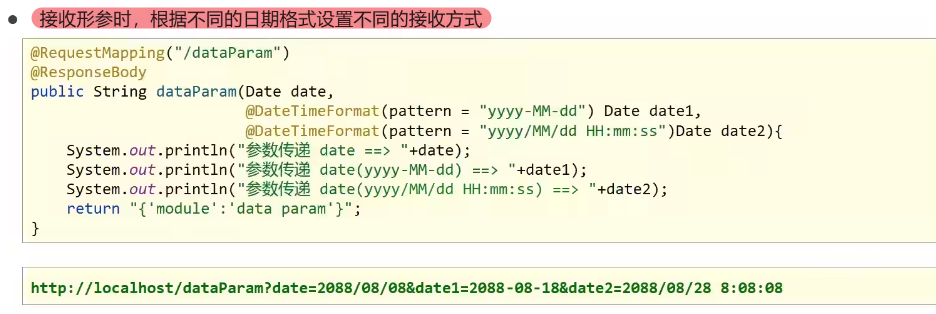 接收形参时，根据不同的日期格式设置不同的接收方式
@RequestMapping("/dataParam")
@ResponseBody
public String dataParam(Date date,
@DateTimeFormat(pattern = "yyyy-MM-dd") Date date1,
@DateTimeFormat(pattern = "yyyy/MM/dd HH:mm:ss")Date date2){
System.out.println("参数传递 date ==> "+date);
System.out.println("参数传递 date(yyyy-MM-dd) ==> "+date1);
System.out.println("参数传递 date(yyyy/MM/dd HH:mm:ss) ==> "+date2);
return "{'module':'data param'}";
}
http://localhost/dataParam?date=2088/08/08&date1=2088-08-18&date2=2088/08/28 8:08:08